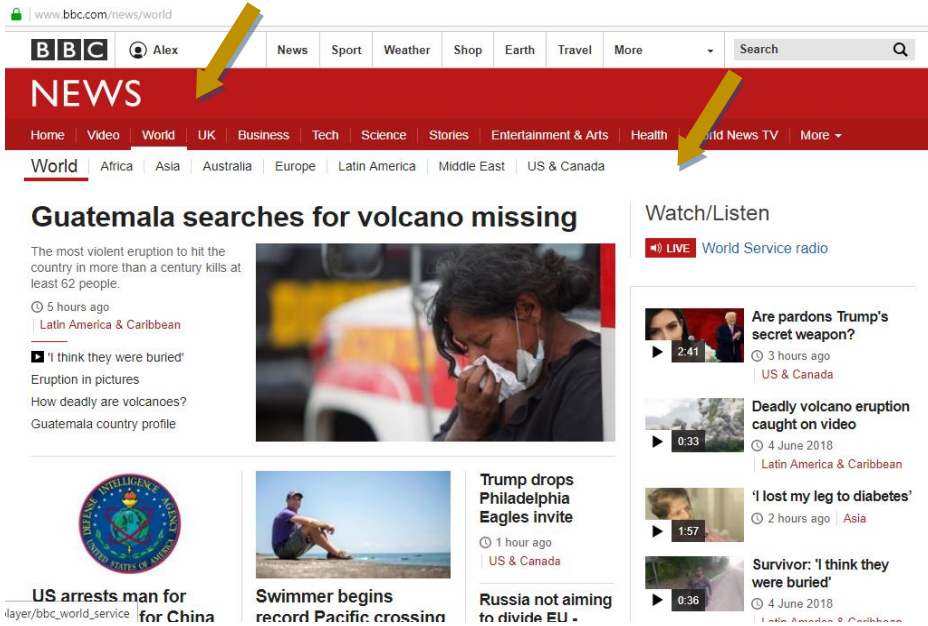 www.bbc.com/news/world
BBC Alex News Sport Weather Shop Earth Travel More Search
NEWS
Home Video World UK Business Tech Science Stories Entertainment & Arts Health World News TV More
World Africa Asia Australia Europe Latin America Middle East US & Canada
Guatemala searches for volcano missing
The most violent eruption to hit the
country in more than a century kills at
least 62 people.
5 hours ago
Latin America & Caribbean
'I think they were buried'
Eruption in pictures
How deadly are volcanoes?
Guatemala country profile
DEFENSE INTELLIGENCE AGENCY
UNITED STATES OF AMERICA
US arrests man for
for China
Swimmer begins
record Pacific crossing
Trump drops
Philadelphia
Eagles invite
1 hour ago
US & Canada
Russia not aiming
to divide EU -
Watch/Listen
LIVE World Service radio
2:41
Are pardons Trump's
secret weapon?
3 hours ago
US & Canada
0:33
Deadly volcano eruption
caught on video
4 June 2018
Latin America & Caribbean
1:57
'I lost my leg to diabetes'
2 hours ago Asia
0:36
Survivor: 'I think they
were buried'
4 June 2018
Latin America & Caribbean
player/bbc_world_service